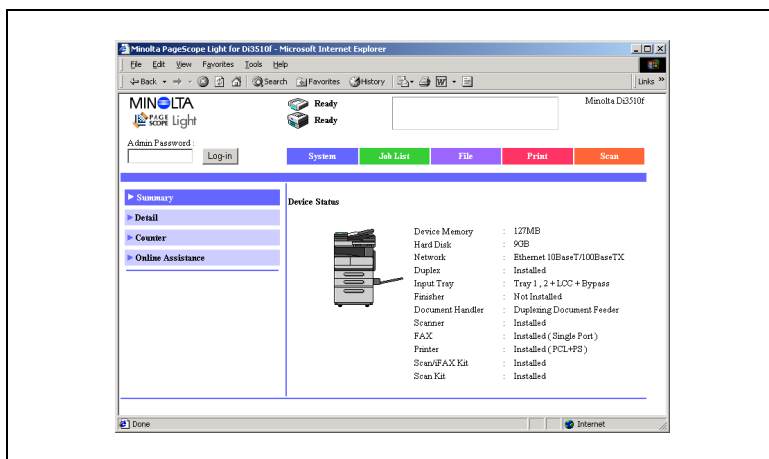 Minolta PageScope Light for Di3510f - Microsoft Internet Explorer
File Edit View Favorites Tools Help
Back Search Favorites History Links »
MINOLTA
PAGE SCOPE Light
Ready
Ready
Minolta Di3510f
Admin Password :
Log-in
System Job List File Print Scan
Summary
Detail
Counter
Online Assistance
Device Status
Device Memory : 127MB
Hard Disk : 9GB
Network : Ethernet 10BaseT/100BaseTX
Duplex : Installed
Input Tray : Tray 1 , 2 + LCC + Bypass
Finisher : Not Installed
Document Handler : Duplexing Document Feeder
Scanner : Installed
FAX : Installed ( Single Port )
Printer : Installed ( PCL+PS )
Scan/iFAX Kit : Installed
Scan Kit : Installed
Done Internet